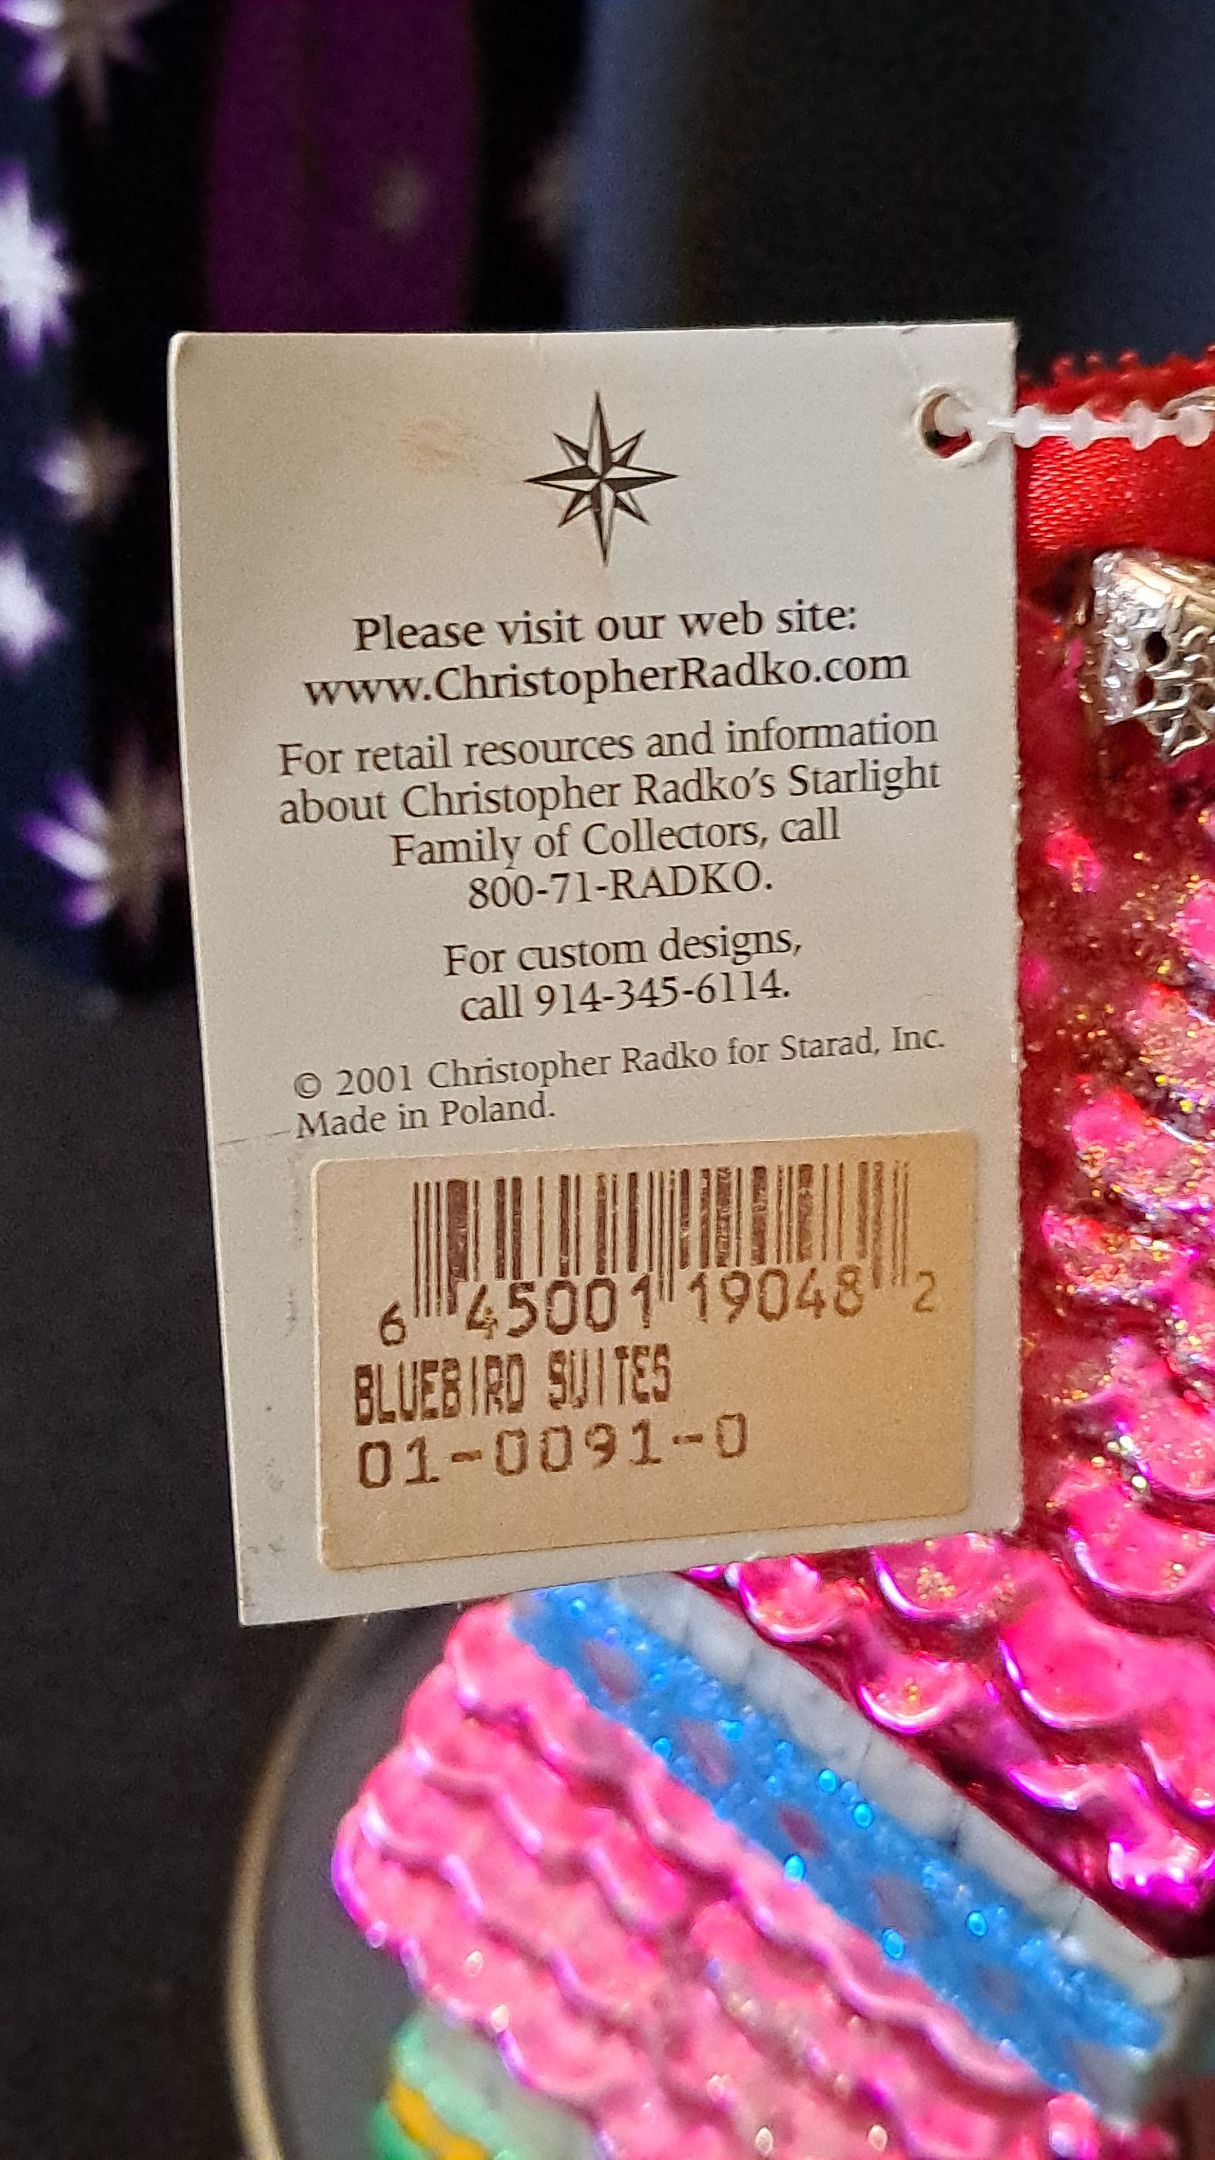 Please visit our web site:
www.ChristopherRadko.com
For retail resources and information
about Christopher Radko's Starlight
Family of Collectors, call
800-71-RADKO.
For custom designs,
call 914-345-6114.
© 2001 Christopher Radko for Starad, Inc.
Made in Poland.
6 45001 19048 2
BLUEBIRD SUITES
01-0091-0